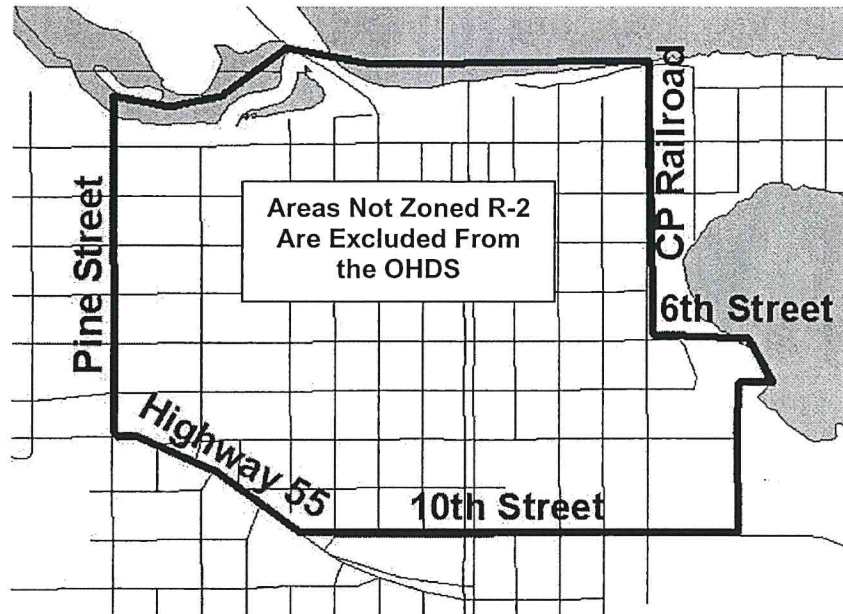 CP Railroad
Areas Not Zoned R-2
Are Excluded From
the OHDS
Pine Street
6th Street
Highway 55
10th Street